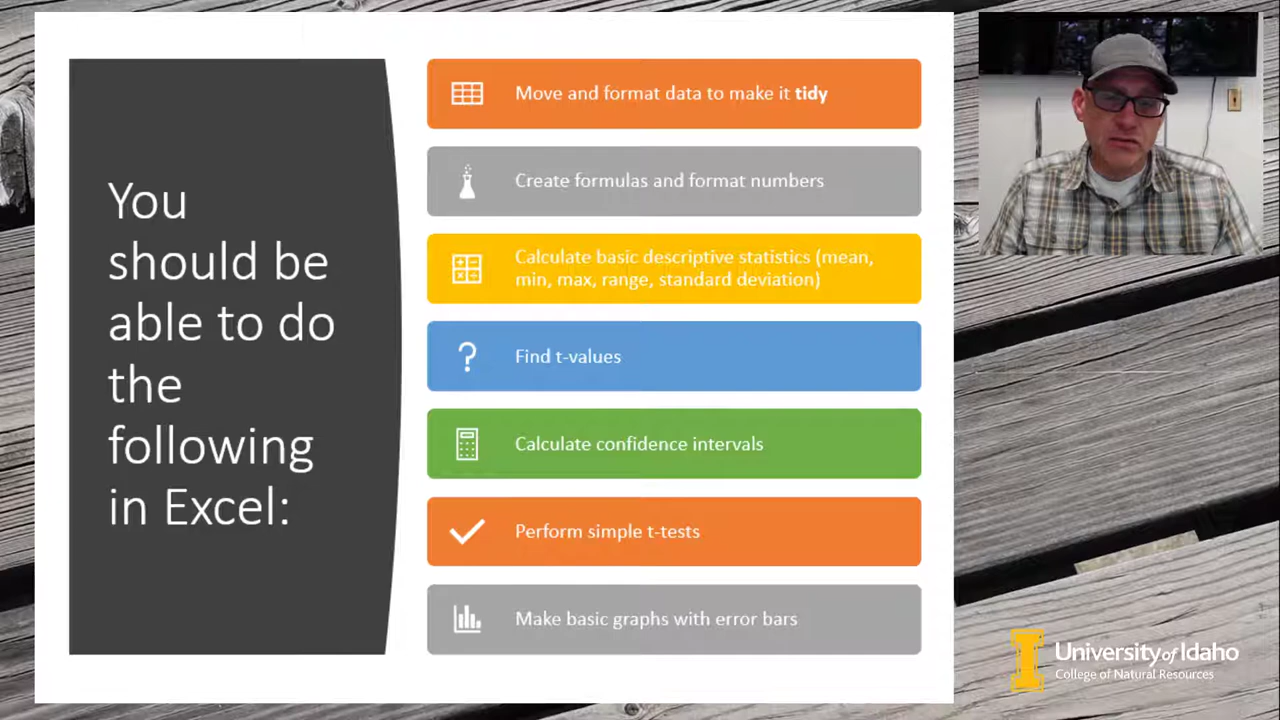 You
should be
able to do
the
following
in Excel:
Move and format data to make it tidy
Create formulas and format numbers
Calculate basic descriptive statistics (mean,
min, max, range, standard deviation)
Find t-values
Calculate confidence intervals
Perform simple t-tests
Make basic graphs with error bars
I
University of Idaho
College of Natural Resources